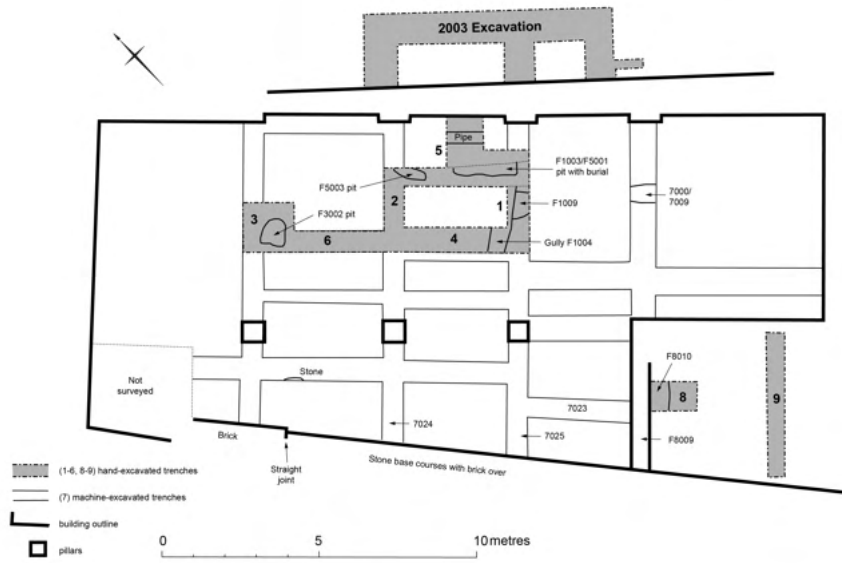 2003 Excavation
Pipe
5
F1003/F5001
pit with burial
F5003 pit
2
1
F1009
7000/
7009
3
F3002 pit
6
4
Gully F1004
Not
surveyed
Stone
F8010
8
9
7023
7024
7025
F8009
Brick
Straight
joint
Stone base courses with brick over
(1-6, 8-9) hand-excavated trenches
(7) machine-excavated trenches
building outline
pillars
0 5 10 metres